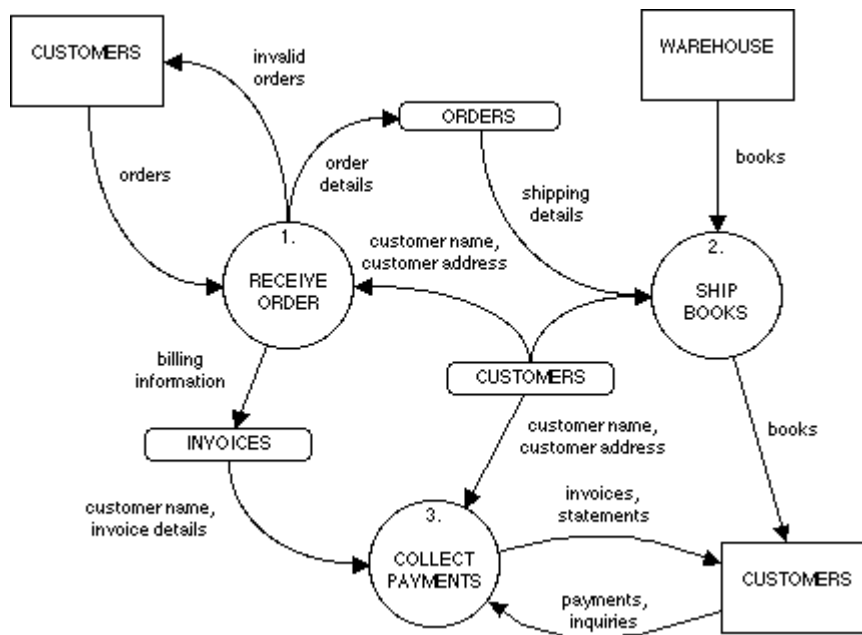 CUSTOMERS
invalid
orders
WAREHOUSE
ORDERS
orders
order
details
books
shipping
details
1.
RECEIVE
ORDER
customer name,
customer address
2.
SHIP
BOOKS
billing
information
CUSTOMERS
INVOICES
customer name,
customer address
books
customer name,
invoice details
invoices,
statements
3.
COLLECT
PAYMENTS
CUSTOMERS
payments,
inquiries